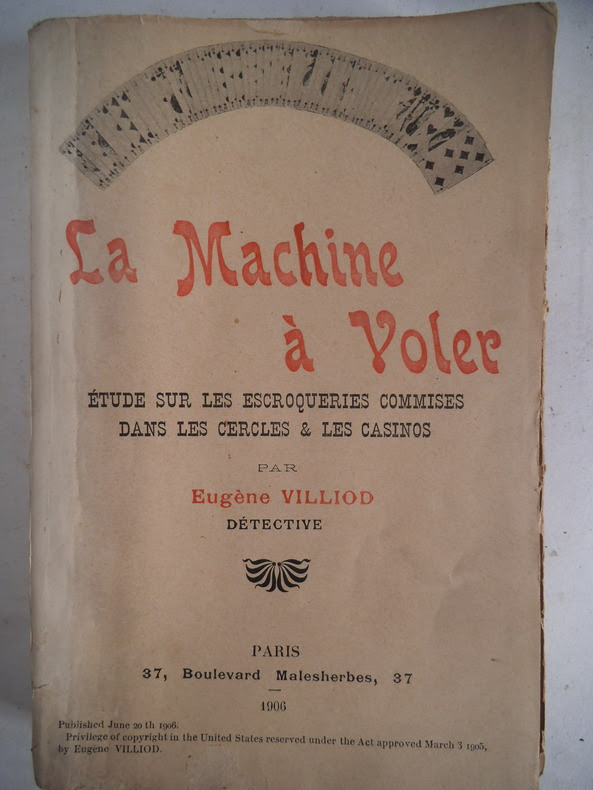 La Machine
à Voler
ÉTUDE SUR LES ESCROQUERIES COMMISES
DANS LES CERCLES & LES CASINOS
PAR
Eugène VILLIOD
DÉTECTIVE
PARIS
37, Boulevard Malesherbes, 37
1906
Published June 20 th 1906.
Privilege of copyright in the United States reserved under the Act approved March 3 1905,
by Eugène VILLIOD.